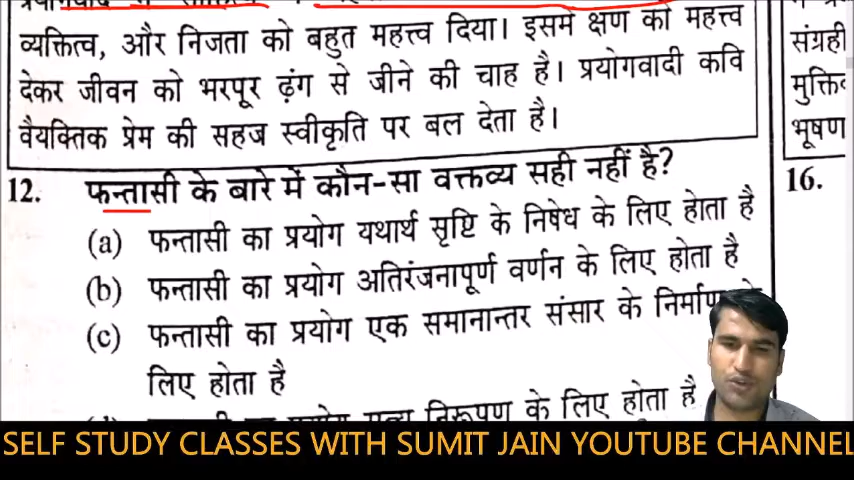 व्यक्तित्व, और निजता को बहुत महत्त्व दिया। इसमें क्षण को महत्त्व
देकर जीवन को भरपूर ढ़ंग से जीने की चाह है। प्रयोगवादी कवि
वैयक्तिक प्रेम की सहज स्वीकृति पर बल देता है।
12. फन्तासी के बारे में कौन-सा वक्तव्य सही नहीं है?
(a) फन्तासी का प्रयोग यथार्थ सृष्टि के निषेध के लिए होता है
(b) फन्तासी का प्रयोग अतिरंजनापूर्ण वर्णन के लिए होता है
(c) फन्तासी का प्रयोग एक समानान्तर संसार के निर्माण
लिए होता है
निरूपण के लिए होता है
संग्रही
भूषण
16.
SELF STUDY CLASSES WITH SUMIT JAIN YOUTUBE CHANNEL